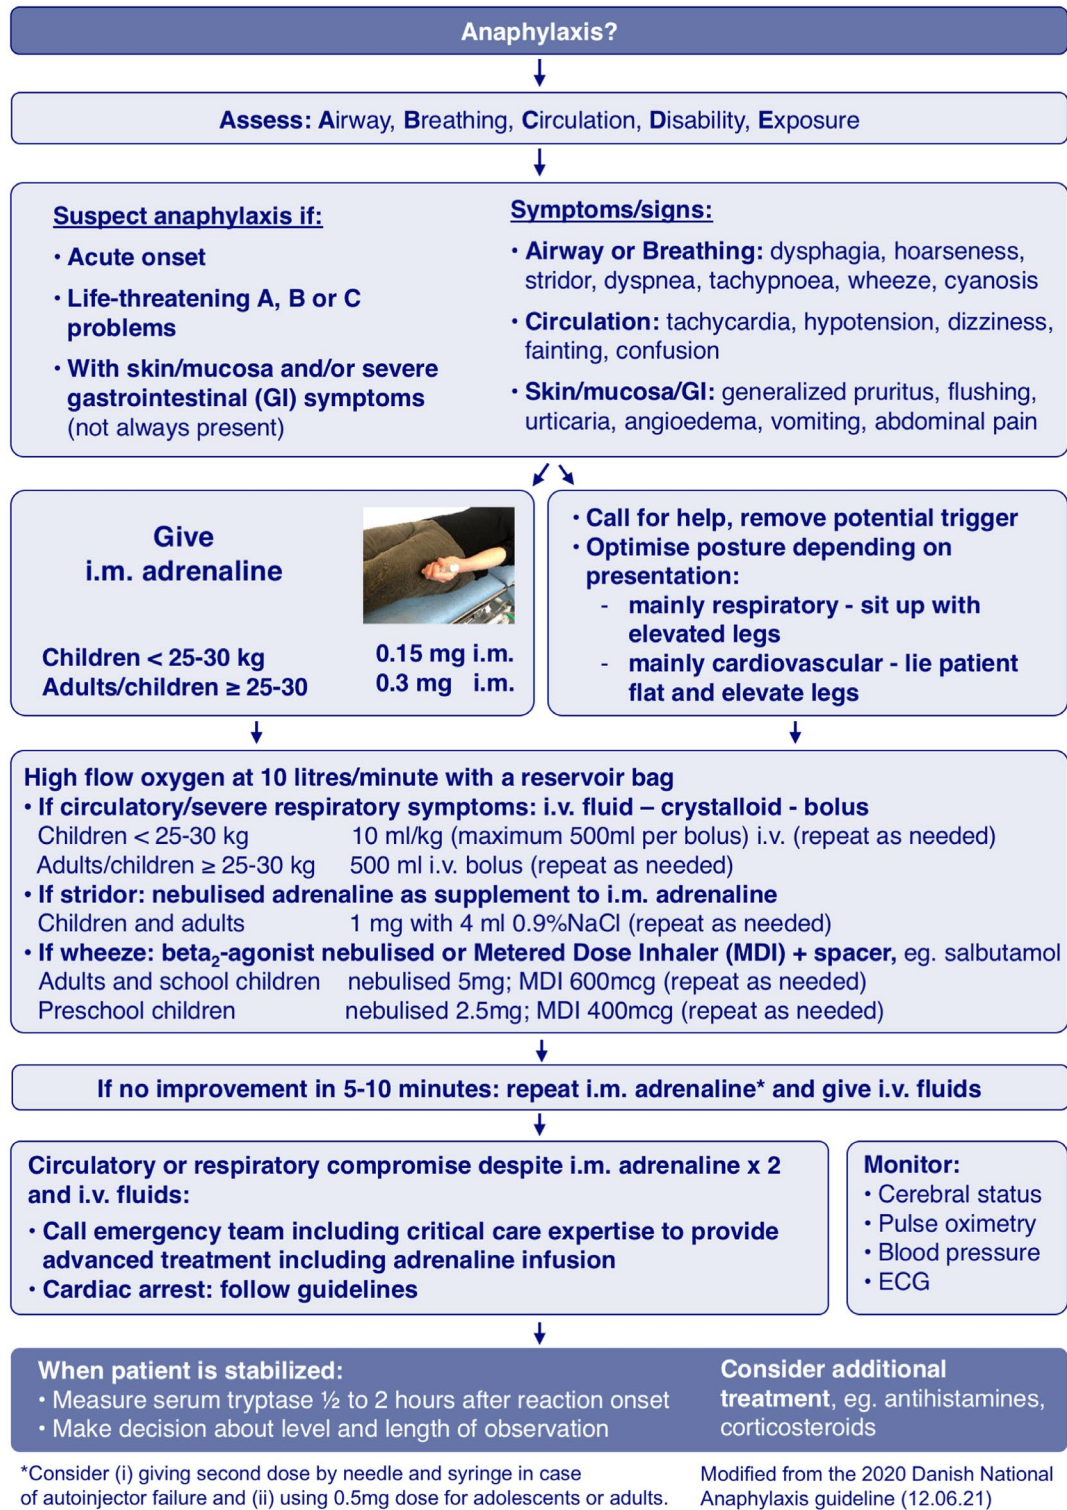 Anaphylaxis?
Assess: Airway, Breathing, Circulation, Disability, Exposure
Suspect anaphylaxis if:
• Acute onset
• Life-threatening A, B or C
problems
• With skin/mucosa and/or severe
gastrointestinal (GI) symptoms
(not always present)
Symptoms/signs:
• Airway or Breathing: dysphagia, hoarseness,
stridor, dyspnea, tachypnoea, wheeze, cyanosis
• Circulation: tachycardia, hypotension, dizziness,
fainting, confusion
• Skin/mucosa/GI: generalized pruritus, flushing,
urticaria, angioedema, vomiting, abdominal pain
Give
i.m. adrenaline
Children < 25-30 kg 0.15 mg i.m.
Adults/children ≥ 25-30 0.3 mg i.m.
• Call for help, remove potential trigger
• Optimise posture depending on
presentation:
- mainly respiratory - sit up with
elevated legs
- mainly cardiovascular - lie patient
flat and elevate legs
High flow oxygen at 10 litres/minute with a reservoir bag
• If circulatory/severe respiratory symptoms: i.v. fluid – crystalloid - bolus
Children < 25-30 kg 10 ml/kg (maximum 500ml per bolus) i.v. (repeat as needed)
Adults/children ≥ 25-30 kg 500 ml i.v. bolus (repeat as needed)
• If stridor: nebulised adrenaline as supplement to i.m. adrenaline
Children and adults 1 mg with 4 ml 0.9%NaCl (repeat as needed)
• If wheeze: beta₂-agonist nebulised or Metered Dose Inhaler (MDI) + spacer, eg. salbutamol
Adults and school children nebulised 5mg; MDI 600mcg (repeat as needed)
Preschool children nebulised 2.5mg; MDI 400mcg (repeat as needed)
If no improvement in 5-10 minutes: repeat i.m. adrenaline* and give i.v. fluids
Circulatory or respiratory compromise despite i.m. adrenaline x 2
and i.v. fluids:
• Call emergency team including critical care expertise to provide
advanced treatment including adrenaline infusion
• Cardiac arrest: follow guidelines
Monitor:
• Cerebral status
• Pulse oximetry
• Blood pressure
• ECG
When patient is stabilized:
• Measure serum tryptase ½ to 2 hours after reaction onset
• Make decision about level and length of observation
Consider additional
treatment, eg. antihistamines,
corticosteroids
*Consider (i) giving second dose by needle and syringe in case
of autoinjector failure and (ii) using 0.5mg dose for adolescents or adults.
Modified from the 2020 Danish National
Anaphylaxis guideline (12.06.21)